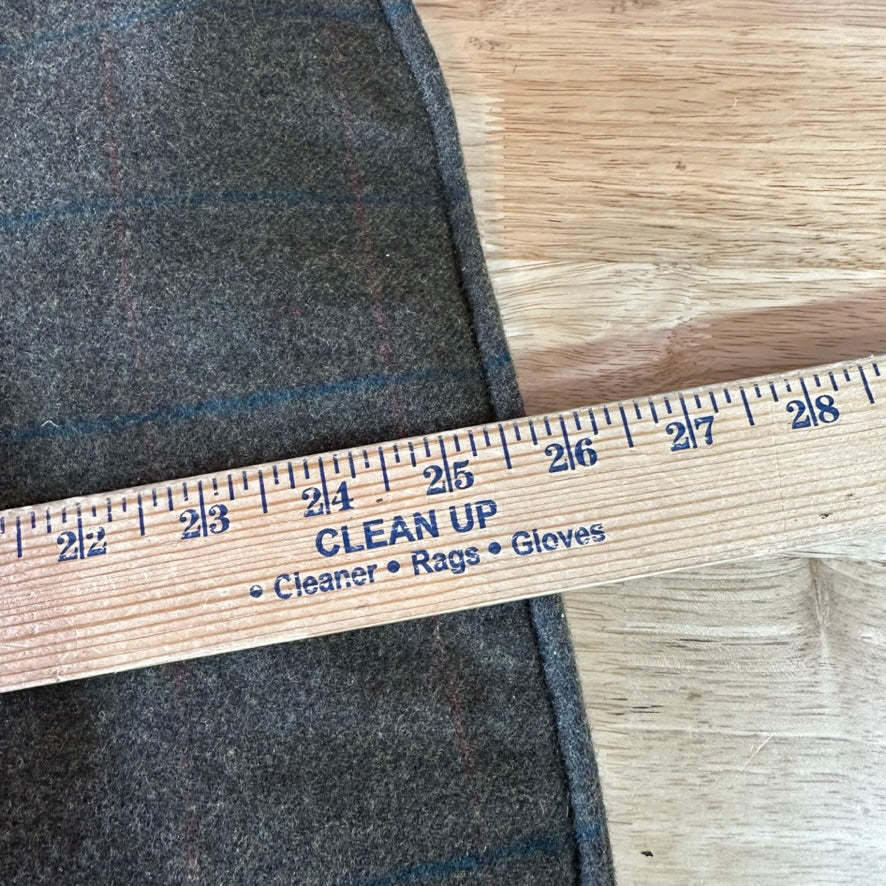 22 23 24 25 26 27 28
CLEAN UP
• Cleaner • Rags • Gloves